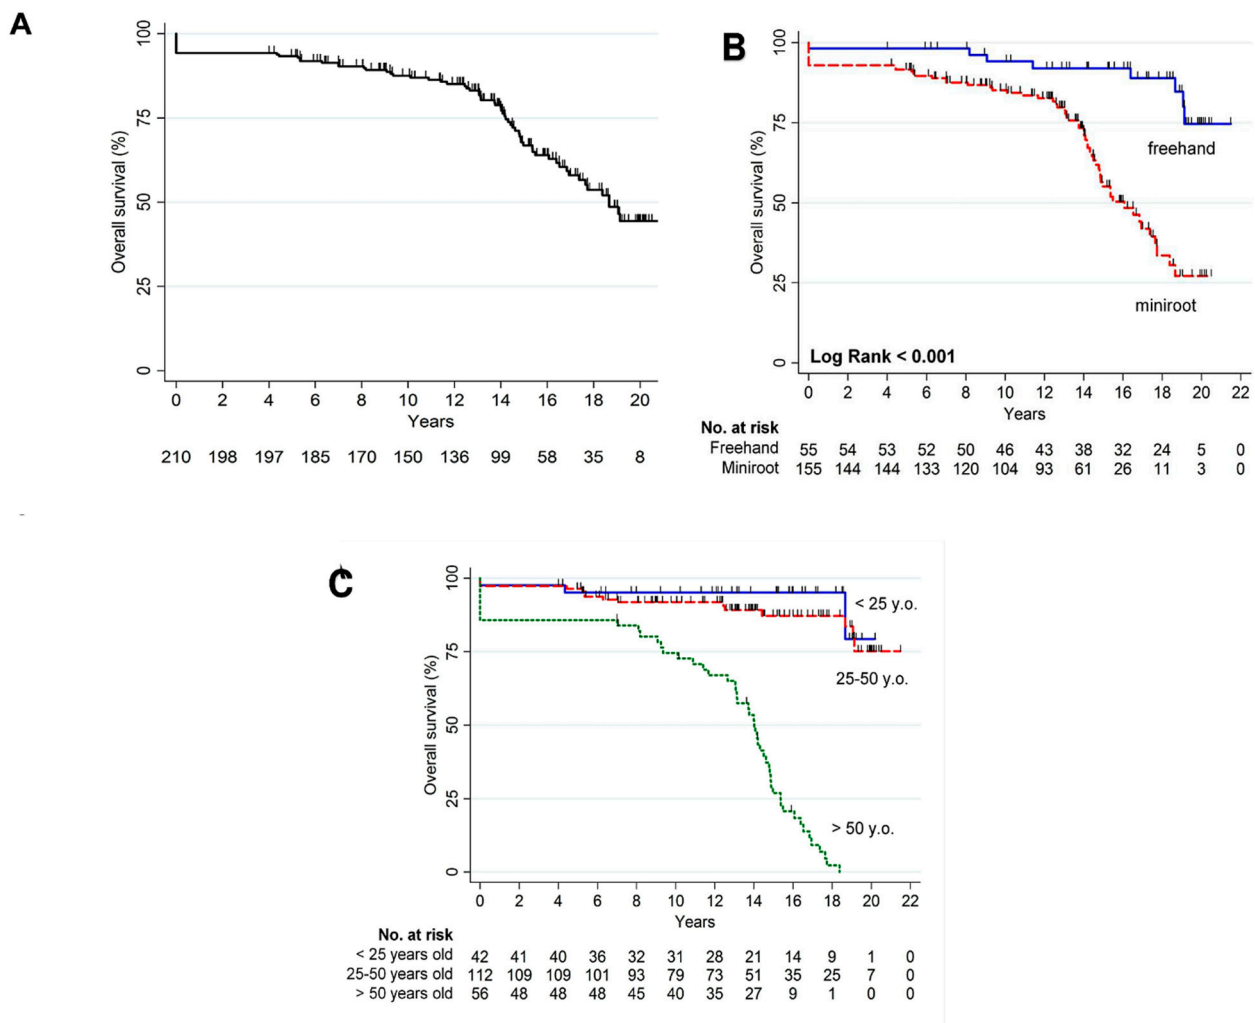 A
Overall survival (%)
100
75
50
25
0
0 2 4 6 8 10 12 14 16 18 20
Years
210 198 197 185 170 150 136 99 58 35 8
B
Overall survival (%)
100
75
50
25
0
freehand
miniroot
Log Rank < 0.001
0 2 4 6 8 10 12 14 16 18 20 22
Years
No. at risk
Freehand 55 54 53 52 50 46 43 38 32 24 5 0
Miniroot 155 144 144 133 120 104 93 61 26 11 3 0
C
Overall survival (%)
100
75
50
25
0
< 25 y.o.
25-50 y.o.
> 50 y.o.
0 2 4 6 8 10 12 14 16 18 20 22
Years
No. at risk
< 25 years old 42 41 40 36 32 31 28 21 14 9 1 0
25-50 years old 112 109 109 101 93 79 73 51 35 25 7 0
> 50 years old 56 48 48 48 45 40 35 27 9 1 0 0